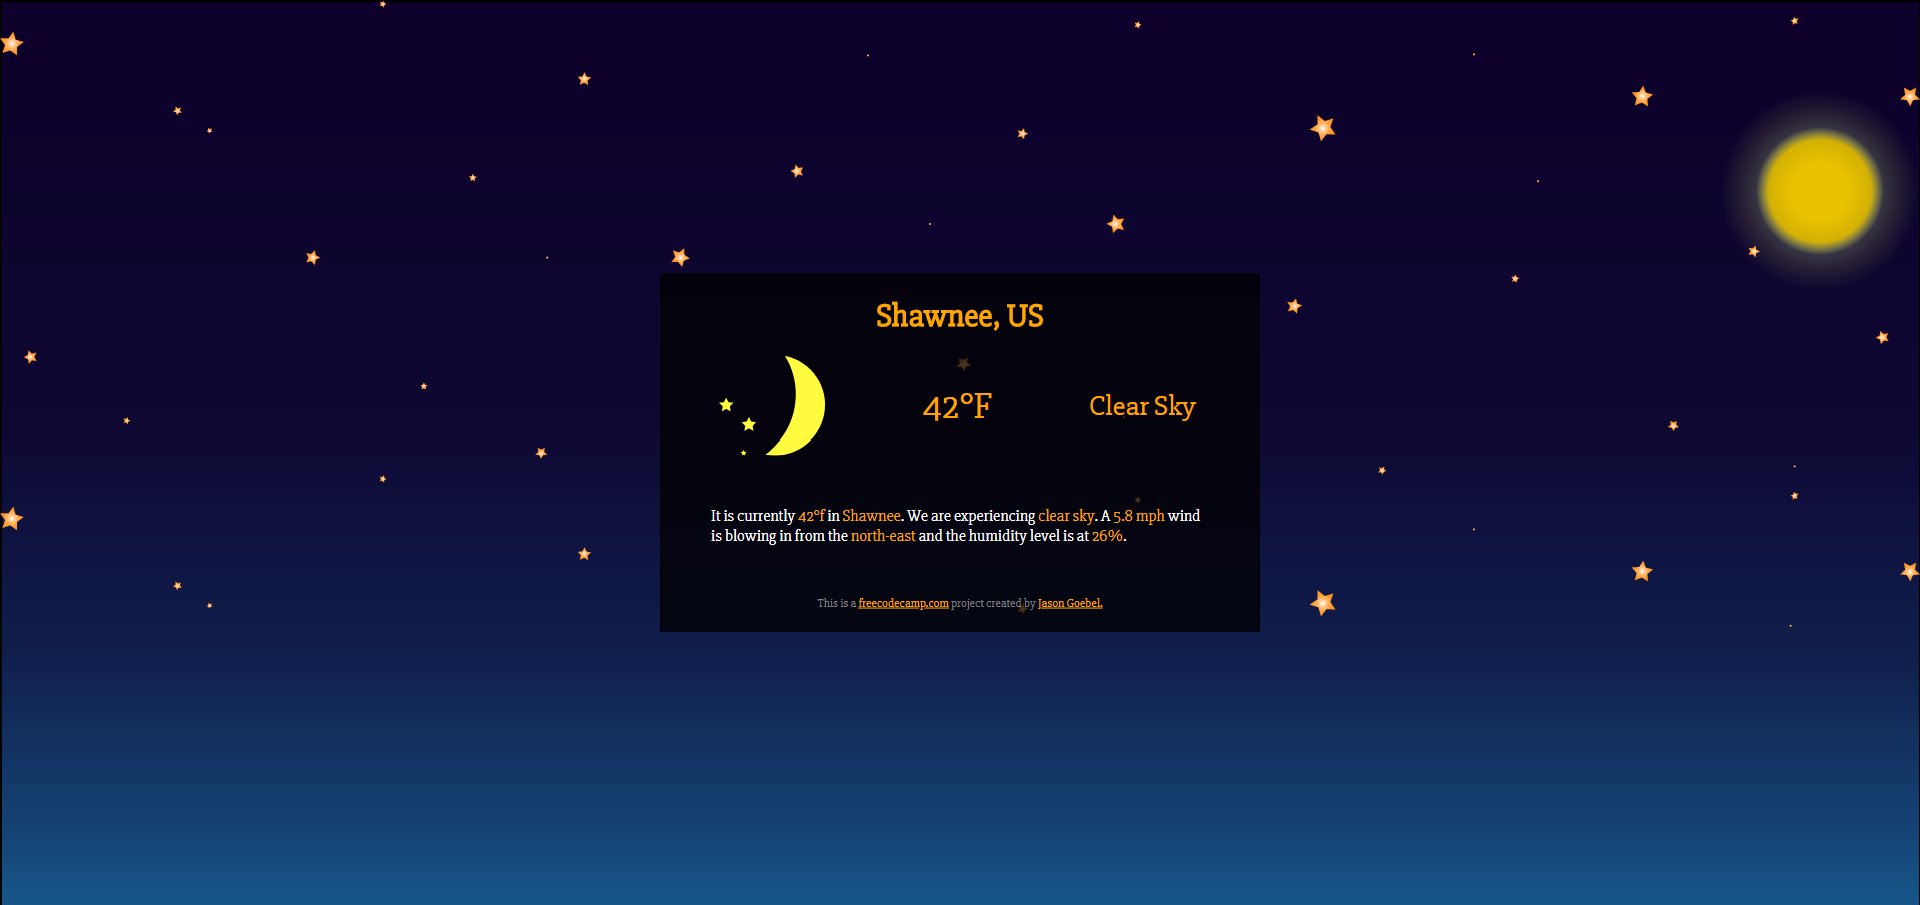 Shawnee, US
42°F
Clear Sky
It is currently 42°f in Shawnee. We are experiencing clear sky. A 5.8 mph wind
is blowing in from the north-east and the humidity level is at 26%.
This is a freecodecamp.com project created by Jason Goebel.